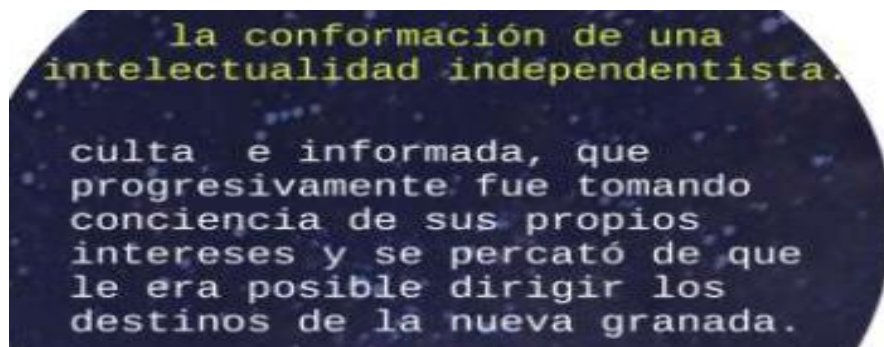 la conformación de una
intelectualidad independentista.
culta e informada, que
progresivamente fue tomando
conciencia de sus propios
intereses y se percató de que
le era posible dirigir los
destinos de la nueva granada.